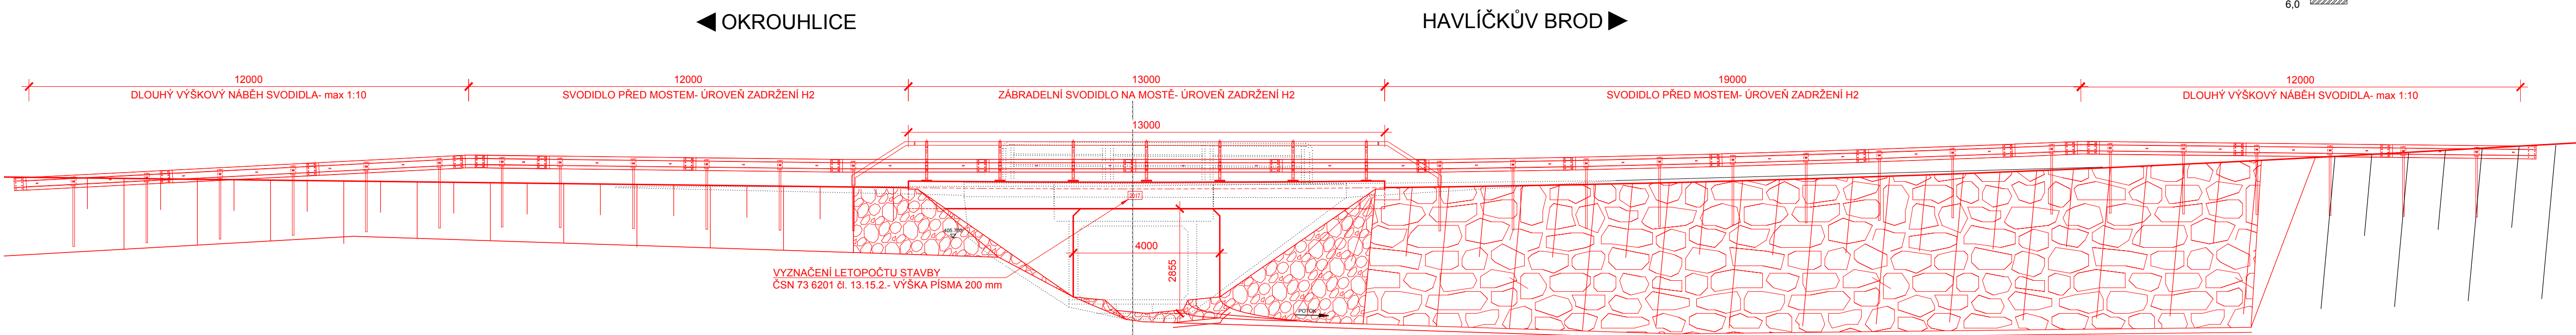 OKROUHLICE
HAVLÍČKŮV BROD
6,0
12000
12000
13000
19000
12000
DLOUHÝ VÝŠKOVÝ NÁBĚH SVODIDLA- max 1:10
SVODIDLO PŘED MOSTEM- ÚROVEŇ ZADRŽENÍ H2
ZÁBRADELNÍ SVODIDLO NA MOSTĚ- ÚROVEŇ ZADRŽENÍ H2
SVODIDLO PŘED MOSTEM- ÚROVEŇ ZADRŽENÍ H2
DLOUHÝ VÝŠKOVÝ NÁBĚH SVODIDLA- max 1:10
13000
2017
4000
2855
VYZNAČENÍ LETOPOČTU STAVBY
ČSN 73 6201 čl. 13.15.2.- VÝŠKA PÍSMA 200 mm
POTOK